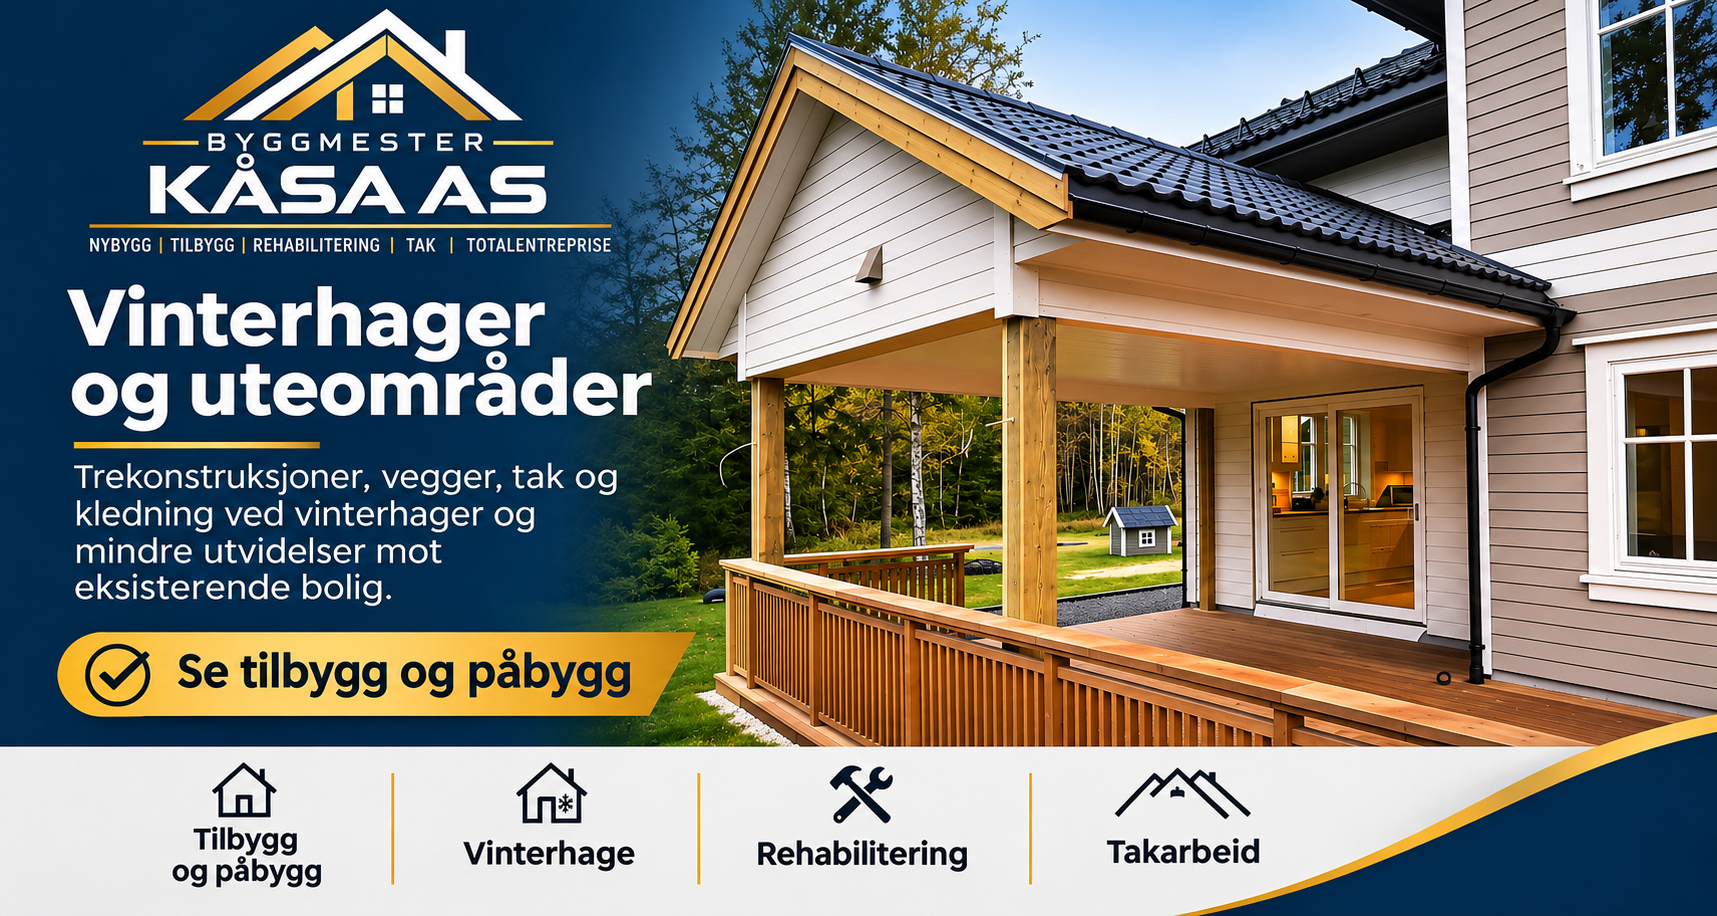 BYGGMESTER
KÅSA AS
NYBYGG | TILBYGG | REHABILITERING | TAK | TOTALENTREPRISE
Vinterhager
og uteområder
Trekonstruksjoner, vegger, tak og
kledning ved vinterhager og
mindre utvidelser mot
eksisterende bolig.
Se tilbygg og påbygg
Tilbygg
og påbygg
Vinterhage
Rehabilitering
Takarbeid